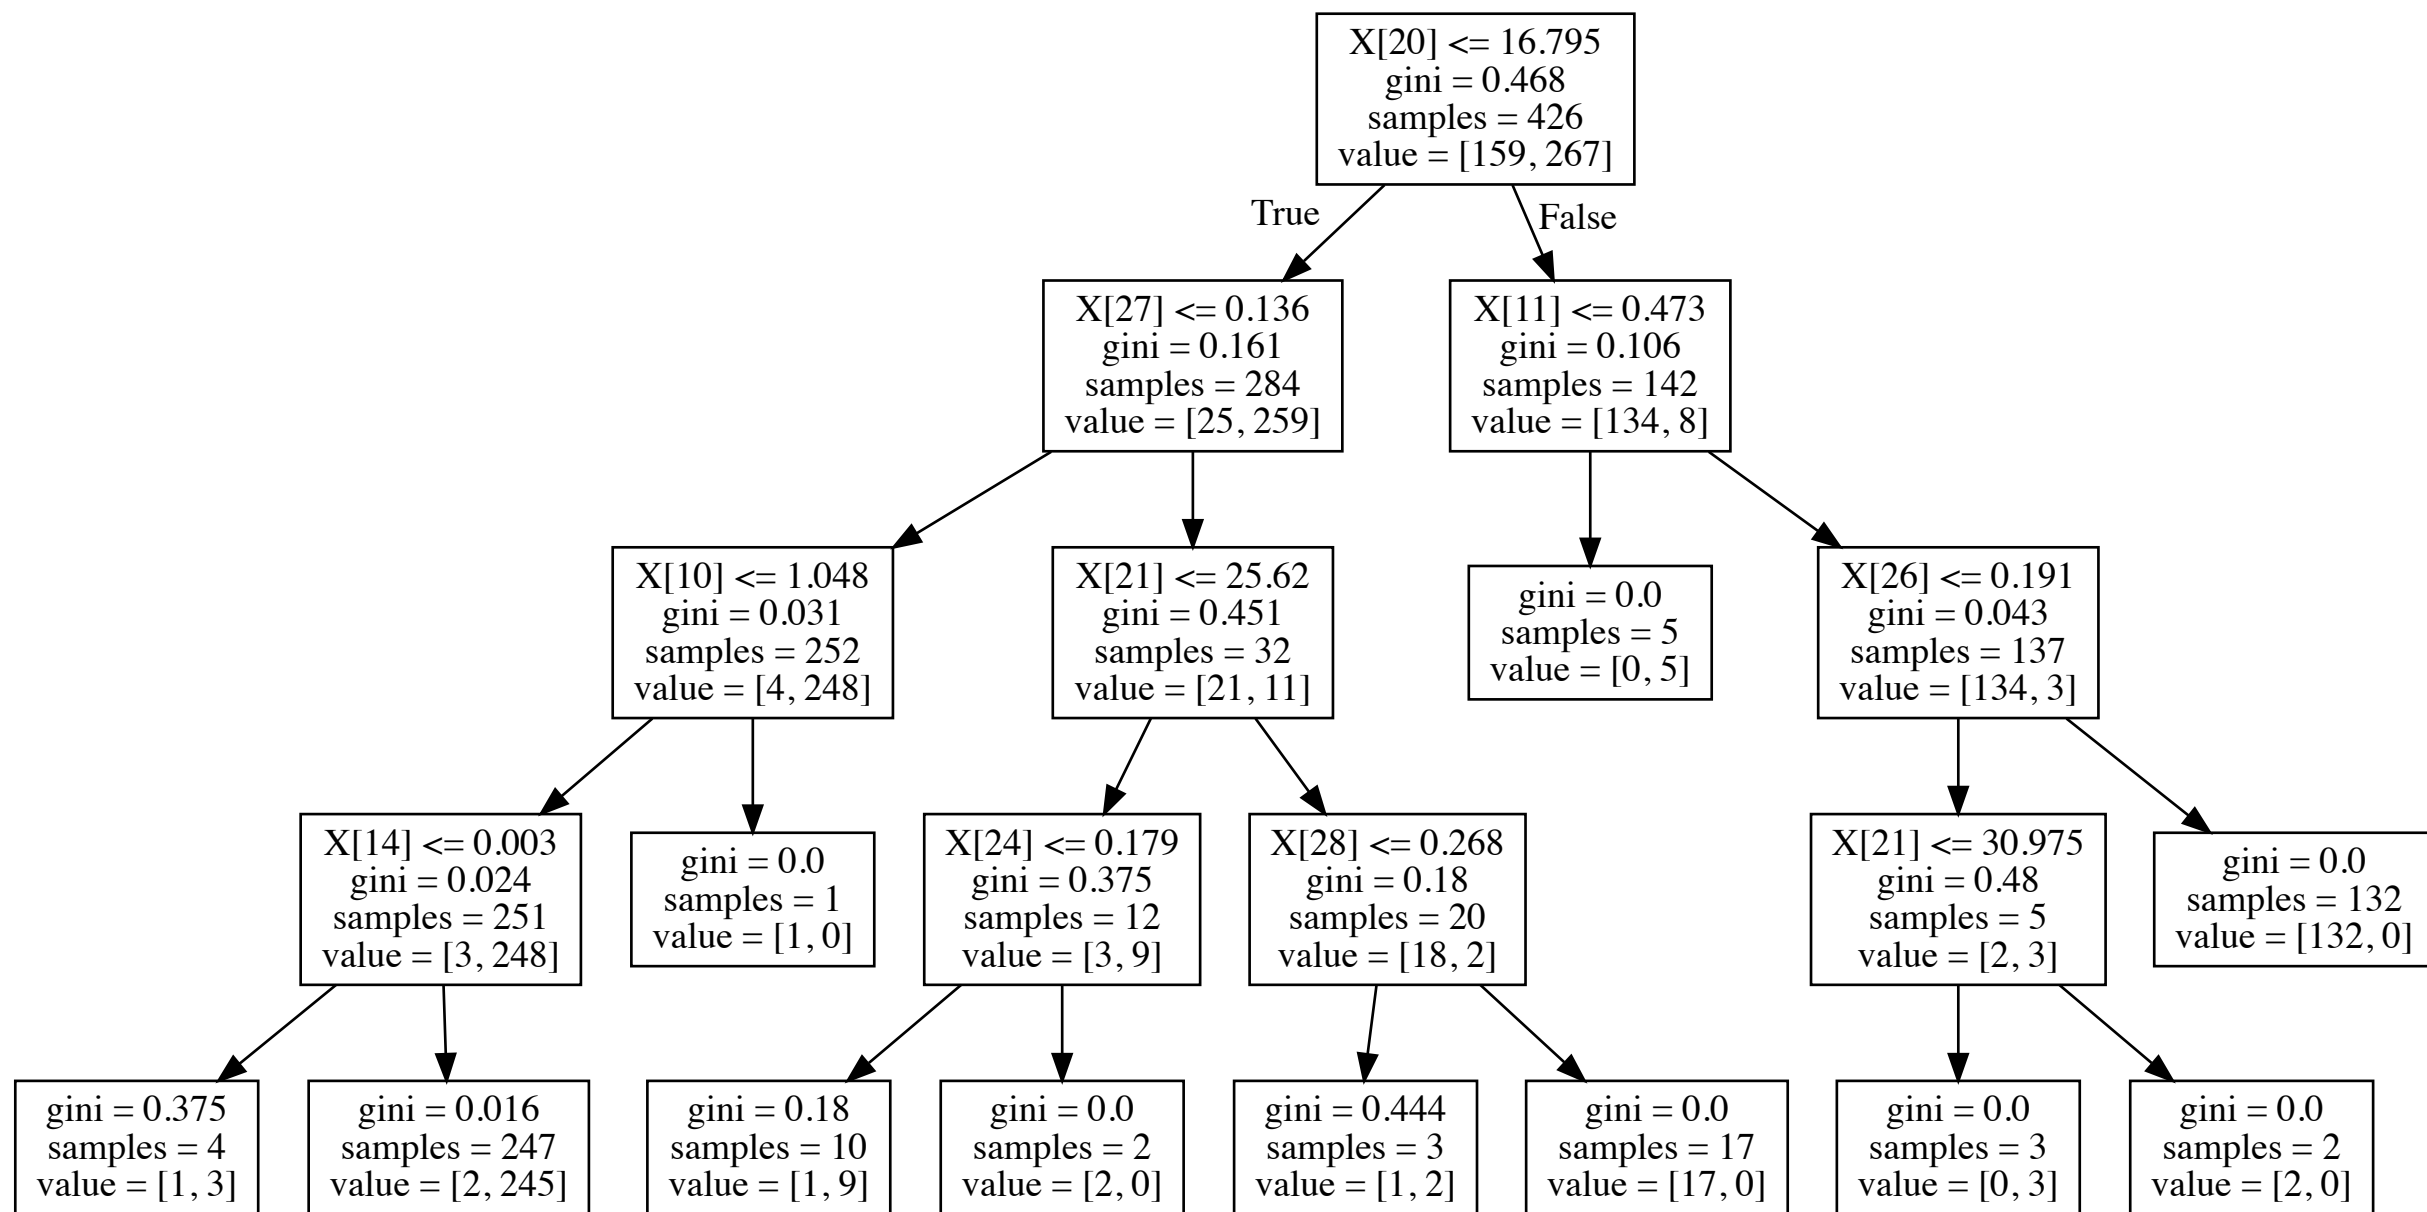 X[20] <= 16.795
gini = 0.468
samples = 426
value = [159, 267]
True
False
X[27] <= 0.136
gini = 0.161
samples = 284
value = [25, 259]
X[11] <= 0.473
gini = 0.106
samples = 142
value = [134, 8]
X[10] <= 1.048
gini = 0.031
samples = 252
value = [4, 248]
X[21] <= 25.62
gini = 0.451
samples = 32
value = [21, 11]
gini = 0.0
samples = 5
value = [0, 5]
X[26] <= 0.191
gini = 0.043
samples = 137
value = [134, 3]
X[14] <= 0.003
gini = 0.024
samples = 251
value = [3, 248]
gini = 0.0
samples = 1
value = [1, 0]
X[24] <= 0.179
gini = 0.375
samples = 12
value = [3, 9]
X[28] <= 0.268
gini = 0.18
samples = 20
value = [18, 2]
X[21] <= 30.975
gini = 0.48
samples = 5
value = [2, 3]
gini = 0.0
samples = 132
value = [132, 0]
gini = 0.375
samples = 4
value = [1, 3]
gini = 0.016
samples = 247
value = [2, 245]
gini = 0.18
samples = 10
value = [1, 9]
gini = 0.0
samples = 2
value = [2, 0]
gini = 0.444
samples = 3
value = [1, 2]
gini = 0.0
samples = 17
value = [17, 0]
gini = 0.0
samples = 3
value = [0, 3]
gini = 0.0
samples = 2
value = [2, 0]